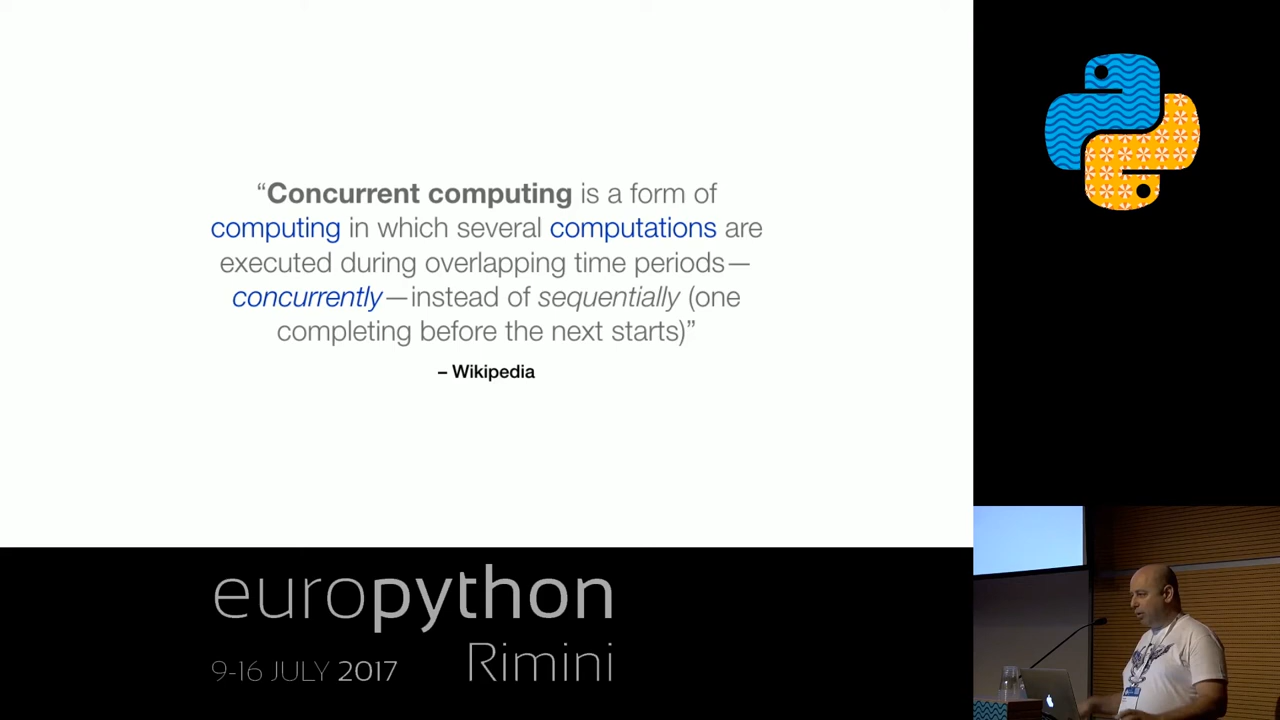 “Concurrent computing is a form of
computing in which several computations are
executed during overlapping time periods—
concurrently—instead of sequentially (one
completing before the next starts)”
– Wikipedia
europython
Rimini
9-16 JULY 2017